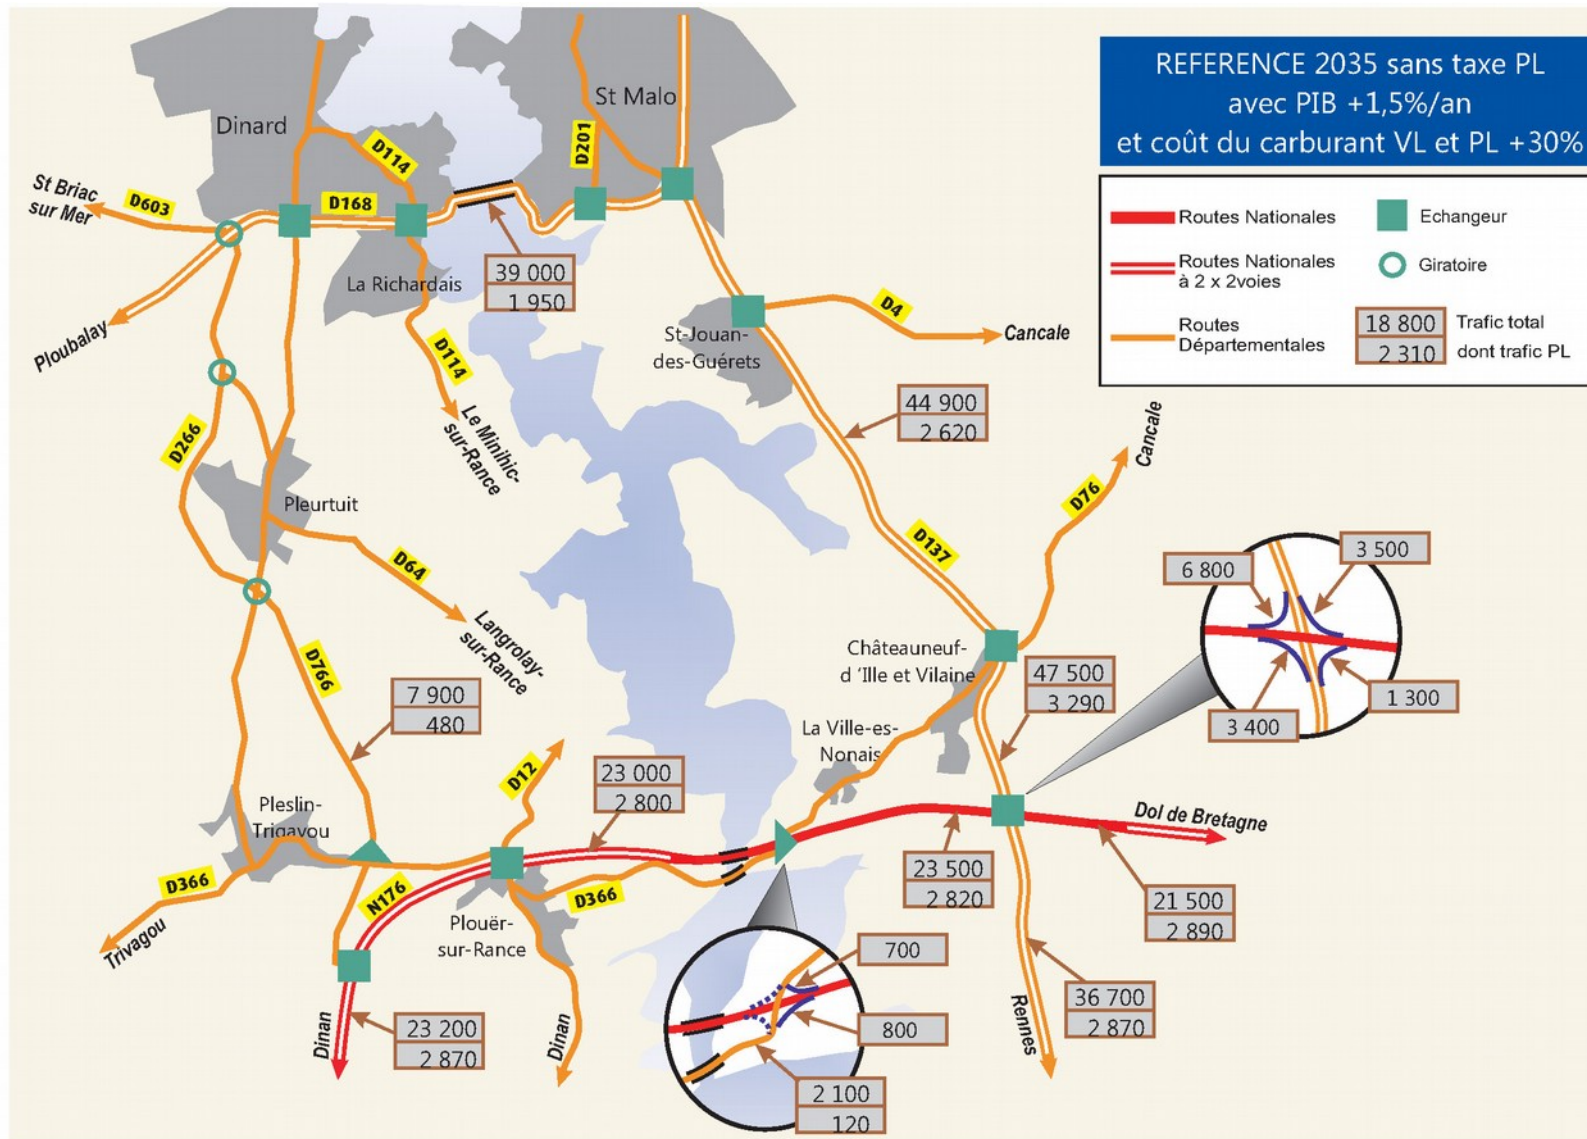 REFERENCE 2035 sans taxe PL
avec PIB +1,5%/an
et coût du carburant VL et PL +30%
Routes Nationales
Echangeur
Routes Nationales
à 2 x 2voies
Giratoire
Routes
Départementales
18 800
Trafic total
2 310
dont trafic PL
St Malo
Dinard
D201
D114
St Briac
sur Mer
D603
D168
La Richardais
39 000
1 950
Ploubalay
D114
St-Jouan-
des-Guérets
D4
Cancale
44 900
2 620
Le Minihic-
sur-Rance
D266
Pleurtuit
D64
Langrolay-
sur-Rance
D137
D76
Cancale
6 800
3 500
3 400
1 300
Châteauneuf-
d 'Ille et Vilaine
47 500
3 290
D766
7 900
480
La Ville-es-
Nonais
D12
23 000
2 800
Pleslin-
Trigavou
Dol de Bretagne
D366
Trivagou
N176
D366
23 500
2 820
21 500
2 890
Plouër-
sur-Rance
700
800
36 700
2 870
Rennes
Dinan
23 200
2 870
Dinan
2 100
120